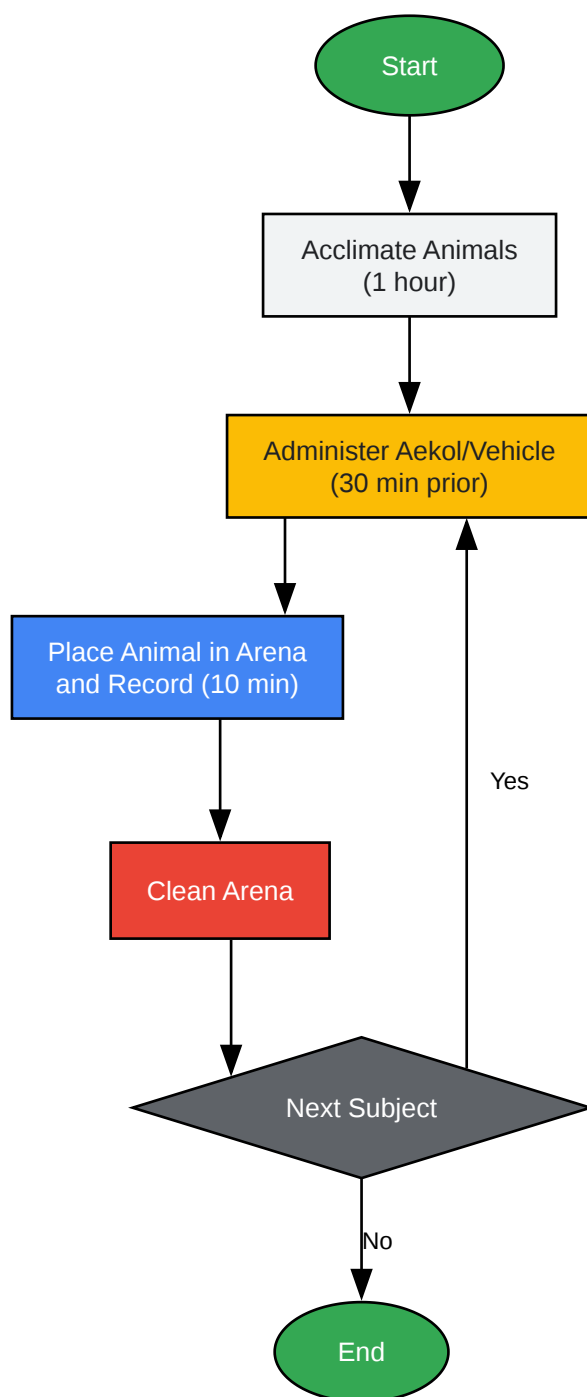 Start
Acclimate Animals
(1 hour)
Administer Aekol/Vehicle
(30 min prior)
Place Animal in Arena
and Record (10 min)
Yes
Clean Arena
Next Subject
No
End